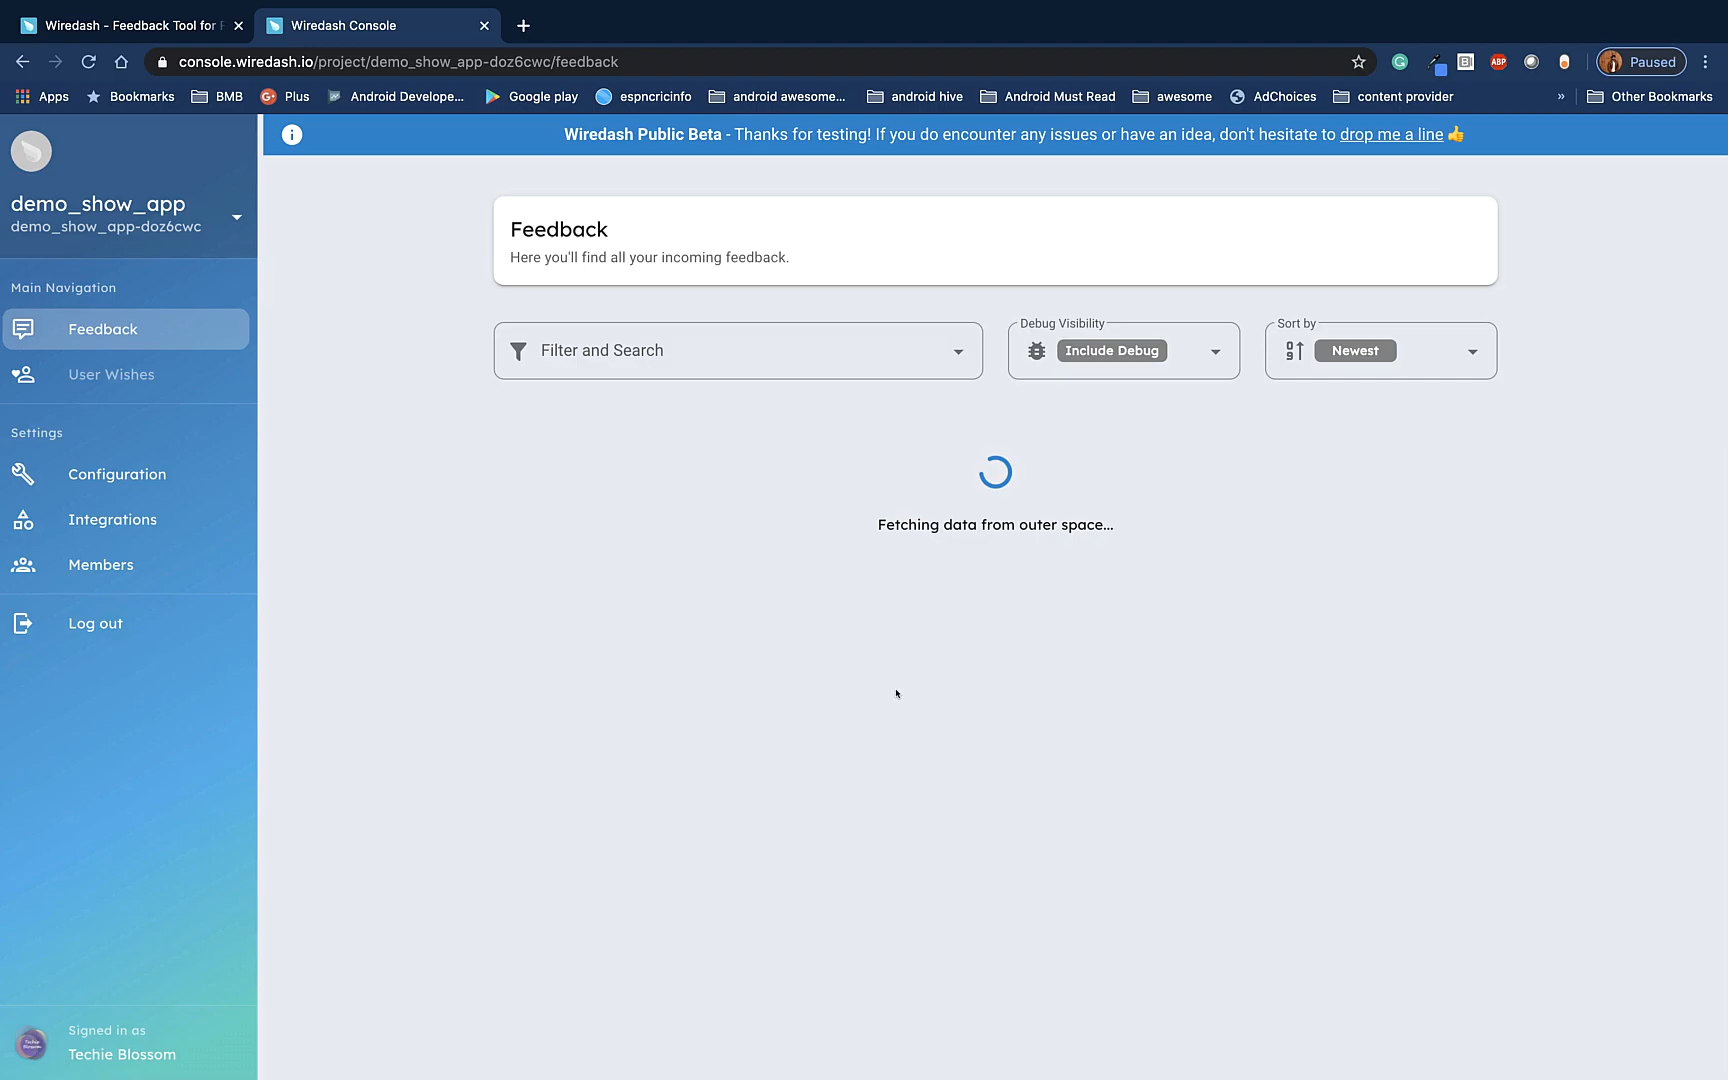 Wiredash - Feedback Tool for F
Wiredash Console
console.wiredash.io/project/demo_show_app-doz6cwc/feedback
ABP
Paused
Apps
Bookmarks
BMB
Plus
Android Develope...
Google play
espncricinfo
android awesome...
android hive
Android Must Read
awesome
AdChoices
content provider
»
Other Bookmarks
Wiredash Public Beta - Thanks for testing! If you do encounter any issues or have an idea, don't hesitate to drop me a line 👍
demo_show_app
demo_show_app-doz6cwc
Main Navigation
Feedback
User Wishes
Settings
Configuration
Integrations
Members
Log out
Signed in as
Techie Blossom
Feedback
Here you'll find all your incoming feedback.
Filter and Search
Debug Visibility
Include Debug
Sort by
Newest
Fetching data from outer space...